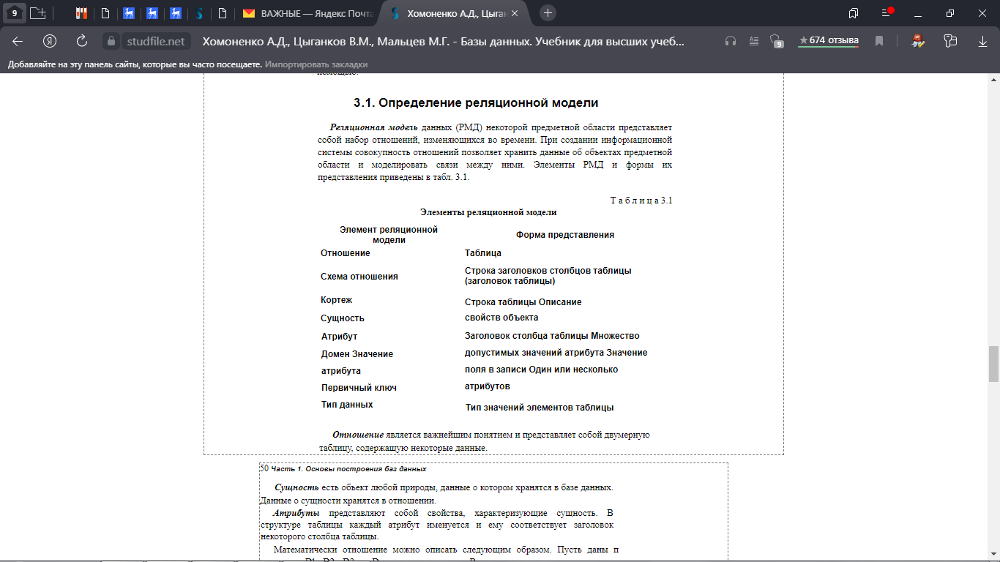 9
ВАЖНЫЕ — Яндекс Почта
Хомоненко А.Д., Цыган
studfile.net
Хомоненко А.Д., Цыганков В.М., Мальцев М.Г. - Базы данных. Учебник для высших учеб...
9
★674 отзыва
Добавляйте на эту панель сайты, которые вы часто посещаете. Импортировать закладки
3.1. Определение реляционной модели
Реляционная модель данных (РМД) некоторой предметной области представляет
собой набор отношений, изменяющихся во времени. При создании информационной
системы совокупность отношений позволяет хранить данные об объектах предметной
области и моделировать связи между ними. Элементы РМД и формы их
представления приведены в табл. 3.1.
Т а б л и ц а 3.1
Элементы реляционной модели
Элемент реляционной
модели
Форма представления
Отношение
Таблица
Схема отношения
Строка заголовков столбцов таблицы
(заголовок таблицы)
Кортеж
Строка таблицы Описание
Сущность
свойств объекта
Атрибут
Заголовок столбца таблицы Множество
Домен Значение
допустимых значений атрибута Значение
атрибута
поля в записи Один или несколько
Первичный ключ
атрибутов
Тип данных
Тип значений элементов таблицы
Отношение является важнейшим понятием и представляет собой двумерную
таблицу, содержащую некоторые данные.
50 Часть 1. Основы построения баз данных
Сущность есть объект любой природы, данные о котором хранятся в базе данных.
Данные о сущности хранятся в отношении.
Атрибуты представляют собой свойства, характеризующие сущность. В
структуре таблицы каждый атрибут именуется и ему соответствует заголовок
некоторого столбца таблицы.
Математически отношение можно описать следующим образом. Пусть даны п